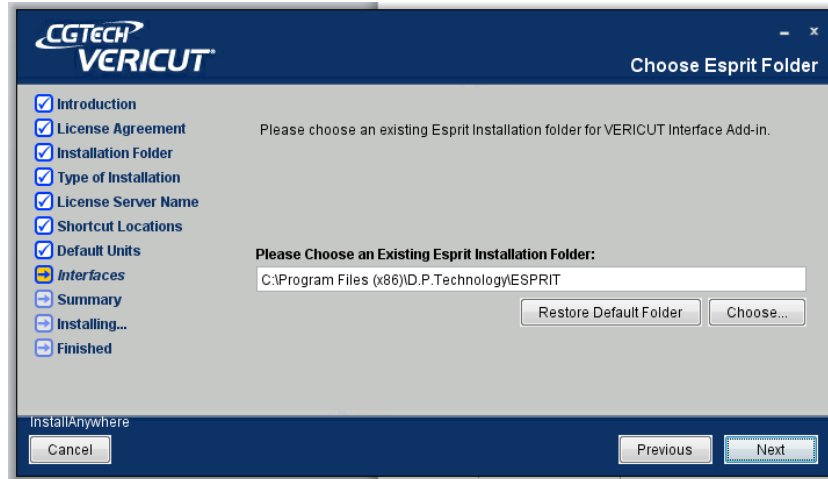 CGTECH
VERICUT
Choose Esprit Folder
Introduction
License Agreement
Installation Folder
Type of Installation
License Server Name
Shortcut Locations
Default Units
Interfaces
Summary
Installing...
Finished
Please choose an existing Esprit Installation folder for VERICUT Interface Add-in.
Please Choose an Existing Esprit Installation Folder:
C:\Program Files (x86)\D.P.Technology\ESPRIT
Restore Default Folder
Choose...
InstallAnywhere
Cancel
Previous
Next